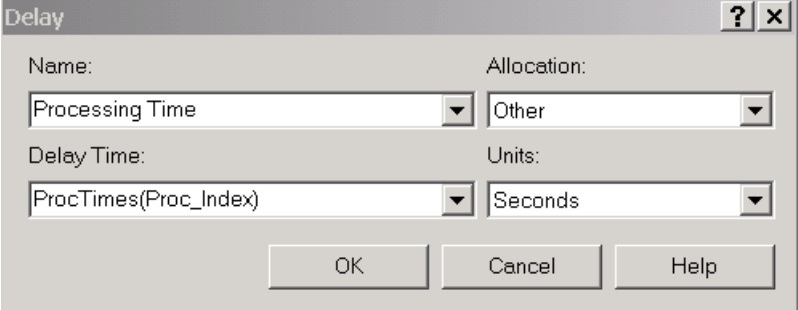 Delay
? ×
Name: Allocation:
Processing Time Other
Delay Time: Units:
ProcTimes(Proc_Index) Seconds
OK Cancel Help